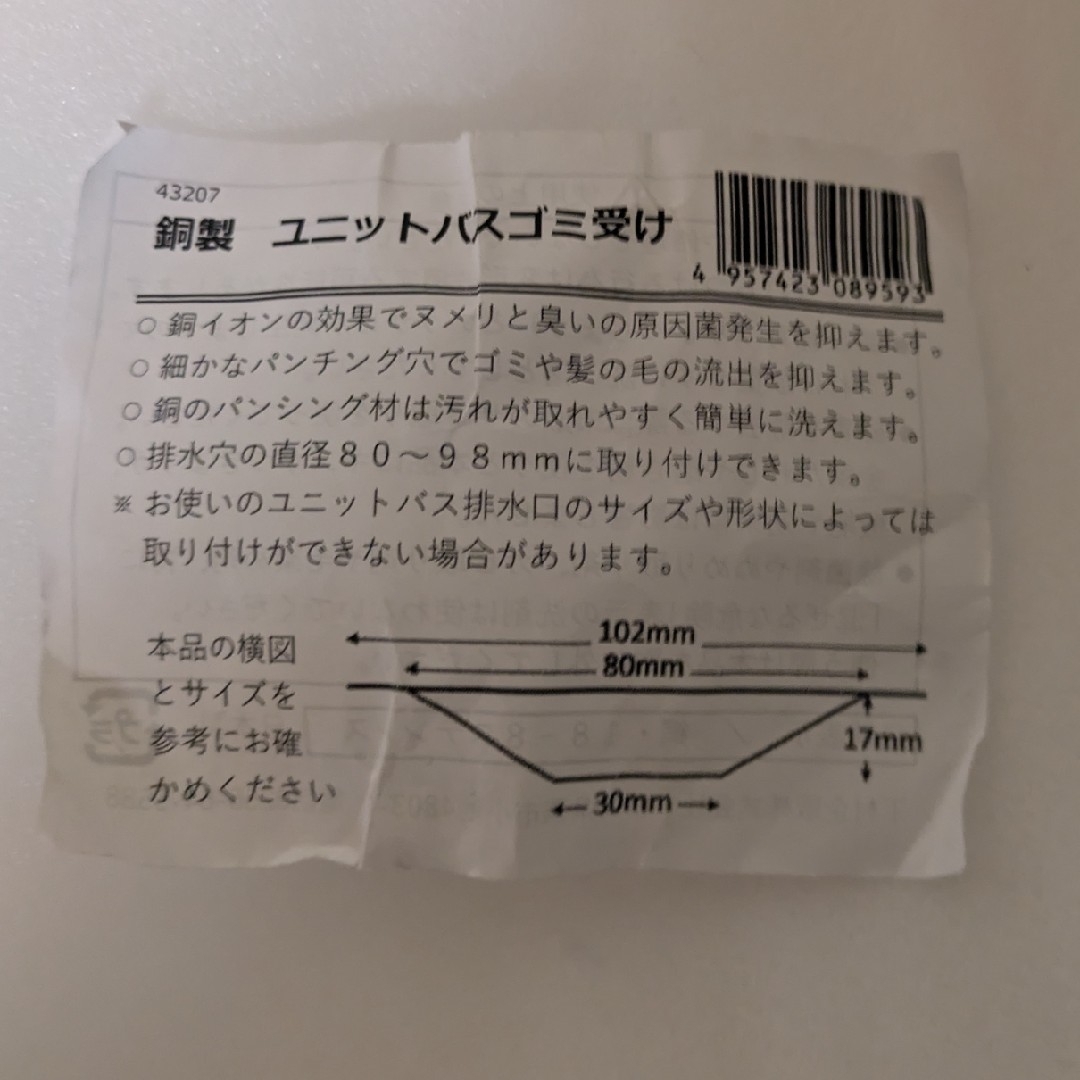 43207
銅製 ユニットバスゴミ受け
4 957423 089593
○ 銅イオンの効果でヌメリと臭いの原因菌発生を抑えます。
○ 細かなパンチング穴でゴミや髪の毛の流出を抑えます。
○ 銅のパンシング材は汚れが取れやすく簡単に洗えます。
○ 排水穴の直径８０～９８ｍｍに取り付けできます。
※ お使いのユニットバス排水口のサイズや形状によっては
取り付けができない場合があります。
本品の横図
とサイズを
参考にお確
かめください
102mm
80mm
17mm
30mm